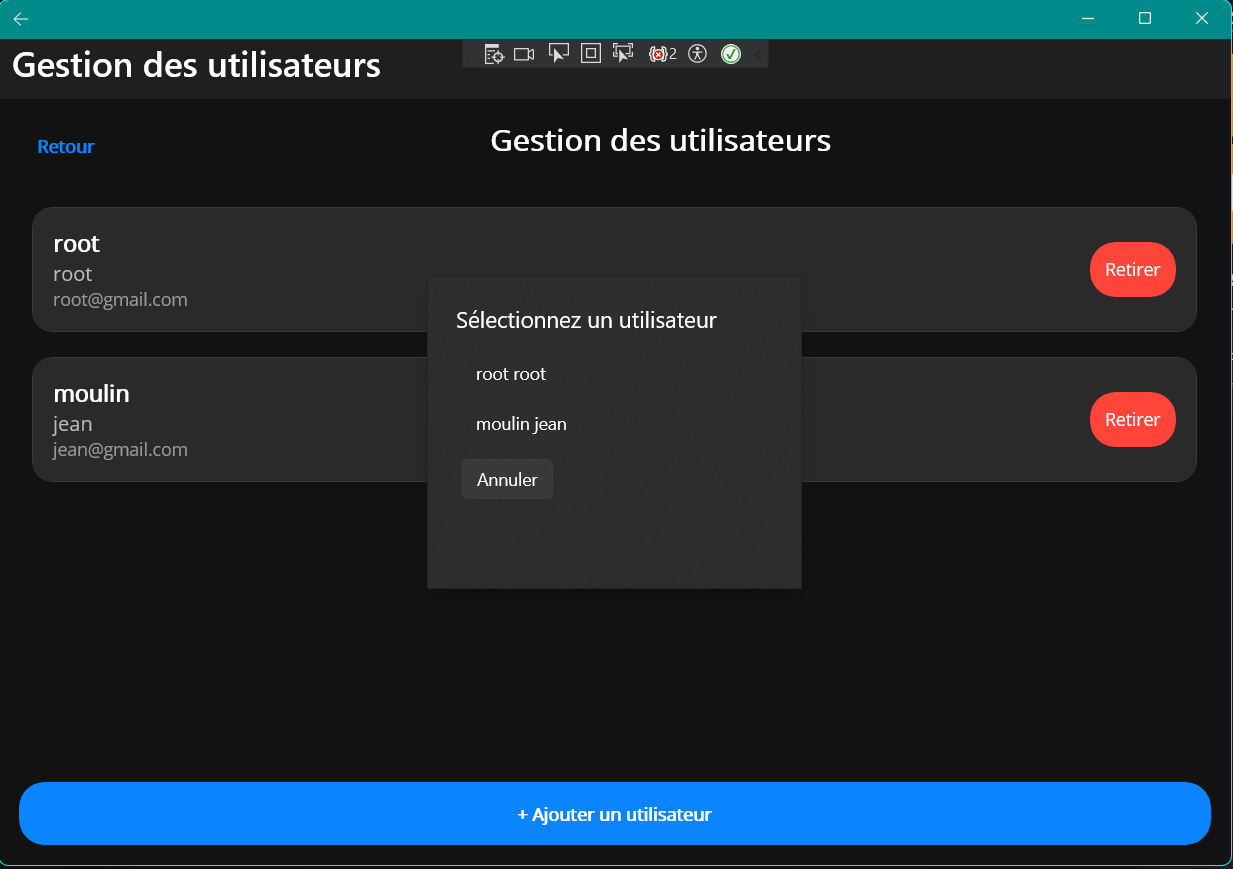 Gestion des utilisateurs
2
Retour
Gestion des utilisateurs
root
root
root@gmail.com
Retirer
moulin
jean
jean@gmail.com
Retirer
Sélectionnez un utilisateur
root root
moulin jean
Annuler
+ Ajouter un utilisateur